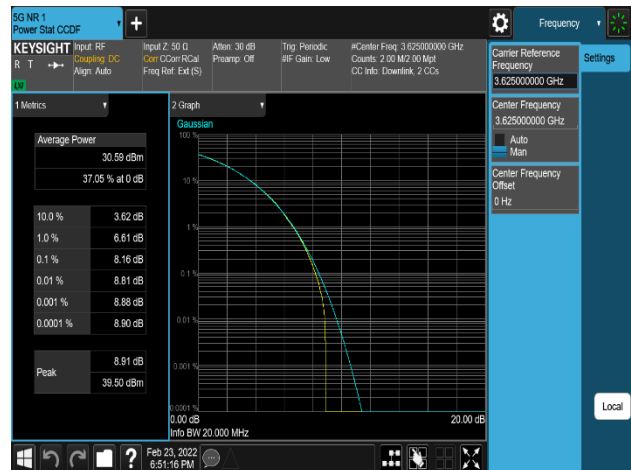 5G NR 1
Power Stat CCDF
+
Frequency
KEYSIGHT
R T
LXI
Input: RF
Coupling: DC
Align: Auto
Input Z: 50 Ω
Corr CCorr RCal
Freq Ref: Ext (S)
Atten: 30 dB
Preamp: Off
Trig: Periodic
#IF Gain: Low
#Center Freq: 3.625000000 GHz
Counts: 2.00 M/2.00 Mpt
CC Info: Downlink, 2 CCs
Carrier Reference
Frequency
3.625000000 GHz
Settings
Center Frequency
3.625000000 GHz
Auto
Man
Center Frequency
Offset
0 Hz
Local
1 Metrics
Average Power
30.59 dBm
37.05 % at 0 dB
10.0 % 3.62 dB
1.0 % 6.61 dB
0.1 % 8.16 dB
0.01 % 8.81 dB
0.001 % 8.88 dB
0.0001 % 8.90 dB
Peak
8.91 dB
39.50 dBm
2 Graph
Gaussian
100 %
10 %
1 %
0.1 %
0.01 %
0.001 %
0.0001 %
0.00 dB 20.00 dB
Info BW 20.000 MHz
?
Feb 23, 2022
6:51:16 PM